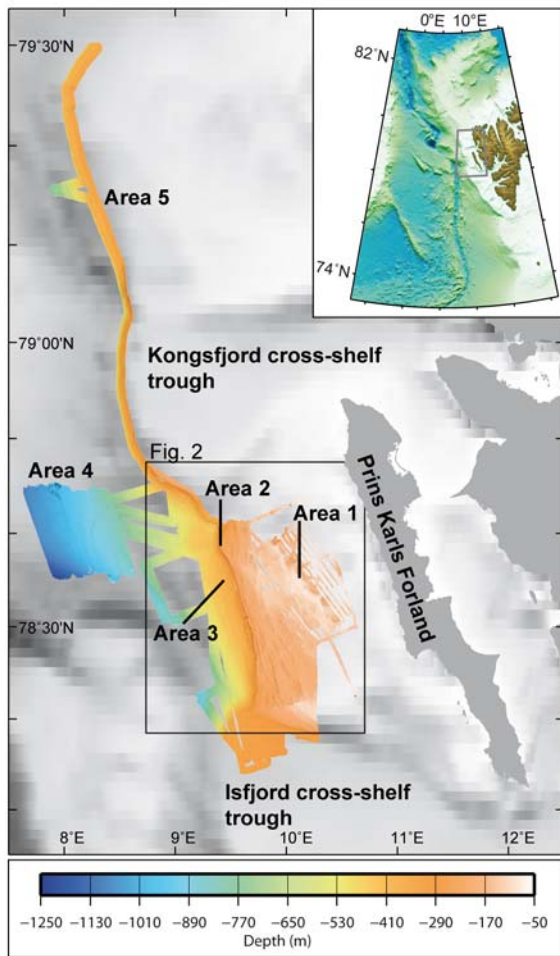 0°E 10°E
82°N
74°N
79°30'N
Area 5
79°00'N
Kongsfjord cross-shelf
trough
Fig. 2
Area 4
Area 2
Area 1
Prins Karls Forland
78°30'N
Area 3
Isfjord cross-shelf
trough
8°E 9°E 10°E 11°E 12°E
−1250 −1130 −1010 −890 −770 −650 −530 −410 −290 −170 −50
Depth (m)